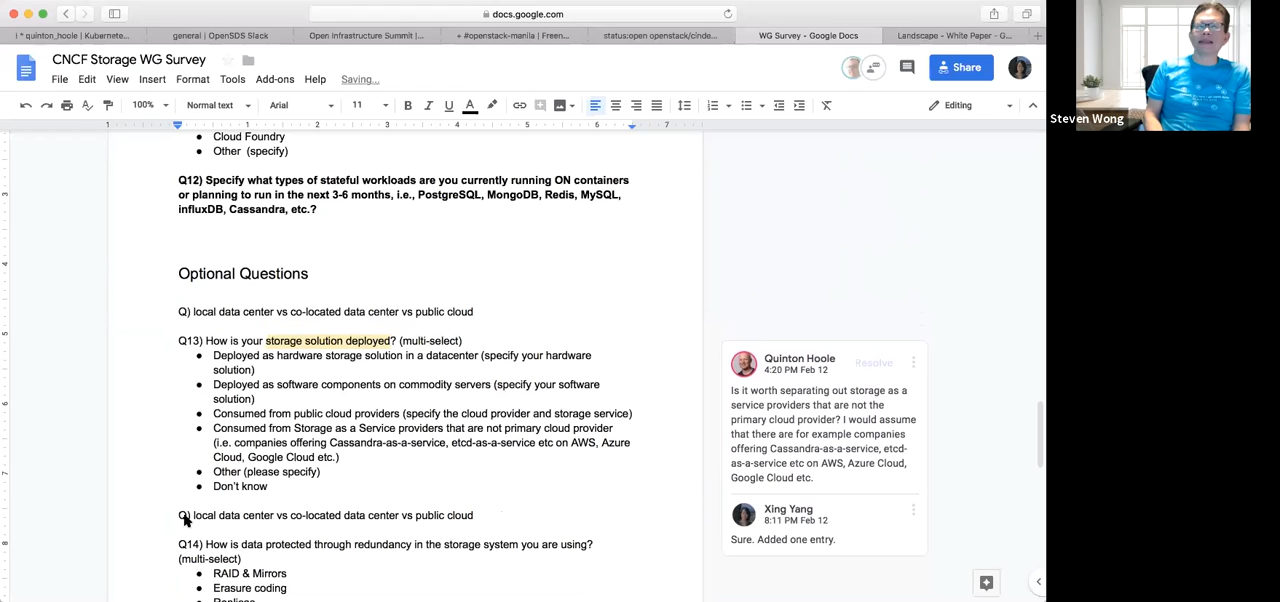 docs.google.com
! * quinton_hoole | Kubernete...
general | OpenSDS Slack
Open Infrastructure Summit |...
+ #openstack-manila | Freen...
status:open openstack/cinde...
WG Survey - Google Docs
Landscape - White Paper - G...
CNCF Storage WG Survey
Share
File Edit View Insert Format Tools Add-ons Help Saving...
100% Normal text Arial 11 B I U A Editing
1 1 2 3 4 5 6 7
Steven Wong
● Cloud Foundry
● Other (specify)
Q12) Specify what types of stateful workloads are you currently running ON containers
or planning to run in the next 3-6 months, i.e., PostgreSQL, MongoDB, Redis, MySQL,
influxDB, Cassandra, etc.?
Optional Questions
Q) local data center vs co-located data center vs public cloud
Q13) How is your storage solution deployed? (multi-select)
● Deployed as hardware storage solution in a datacenter (specify your hardware
solution)
● Deployed as software components on commodity servers (specify your software
solution)
● Consumed from public cloud providers (specify the cloud provider and storage service)
● Consumed from Storage as a Service providers that are not primary cloud provider
(i.e. companies offering Cassandra-as-a-service, etcd-as-a-service etc on AWS, Azure
Cloud, Google Cloud etc.)
● Other (please specify)
● Don't know
Q) local data center vs co-located data center vs public cloud
Q14) How is data protected through redundancy in the storage system you are using?
(multi-select)
● RAID & Mirrors
● Erasure coding
Replicas
Quinton Hoole
Resolve
4:20 PM Feb 12
Is it worth separating out storage as a
service providers that are not the
primary cloud provider? I would assume
that there are for example companies
offering Cassandra-as-a-service, etcd-
as-a-service etc on AWS, Azure Cloud,
Google Cloud etc.
Xing Yang
8:11 PM Feb 12
Sure. Added one entry.